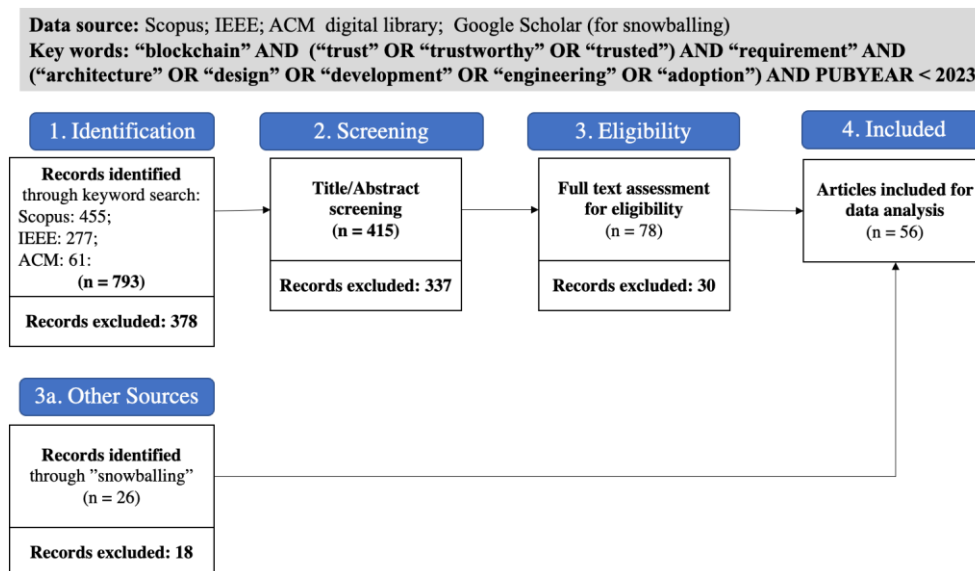 Data source: Scopus; IEEE; ACM digital library; Google Scholar (for snowballing)
Key words: “blockchain” AND (“trust” OR “trustworthy” OR “trusted”) AND “requirement” AND
(“architecture” OR “design” OR “development” OR “engineering” OR “adoption”) AND PUBYEAR < 2023
1. Identification
Records identified
through keyword search:
Scopus: 455;
IEEE: 277;
ACM: 61:
(n = 793)
Records excluded: 378
2. Screening
Title/Abstract
screening
(n = 415)
Records excluded: 337
3. Eligibility
Full text assessment
for eligibility
(n = 78)
Records excluded: 30
4. Included
Articles included for
data analysis
(n = 56)
3a. Other Sources
Records identified
through ”snowballing”
(n = 26)
Records excluded: 18